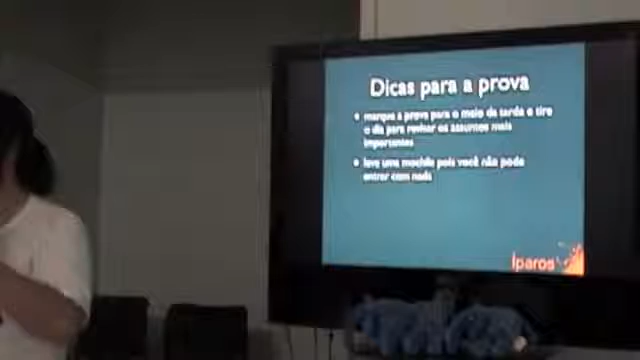 Dicas para a prova
• marque a prova para o meio da tarde e tire
o dia para revisar os assuntos mais
importantes
• leve uma mochila pois você não pode
entrar com nada
iparos